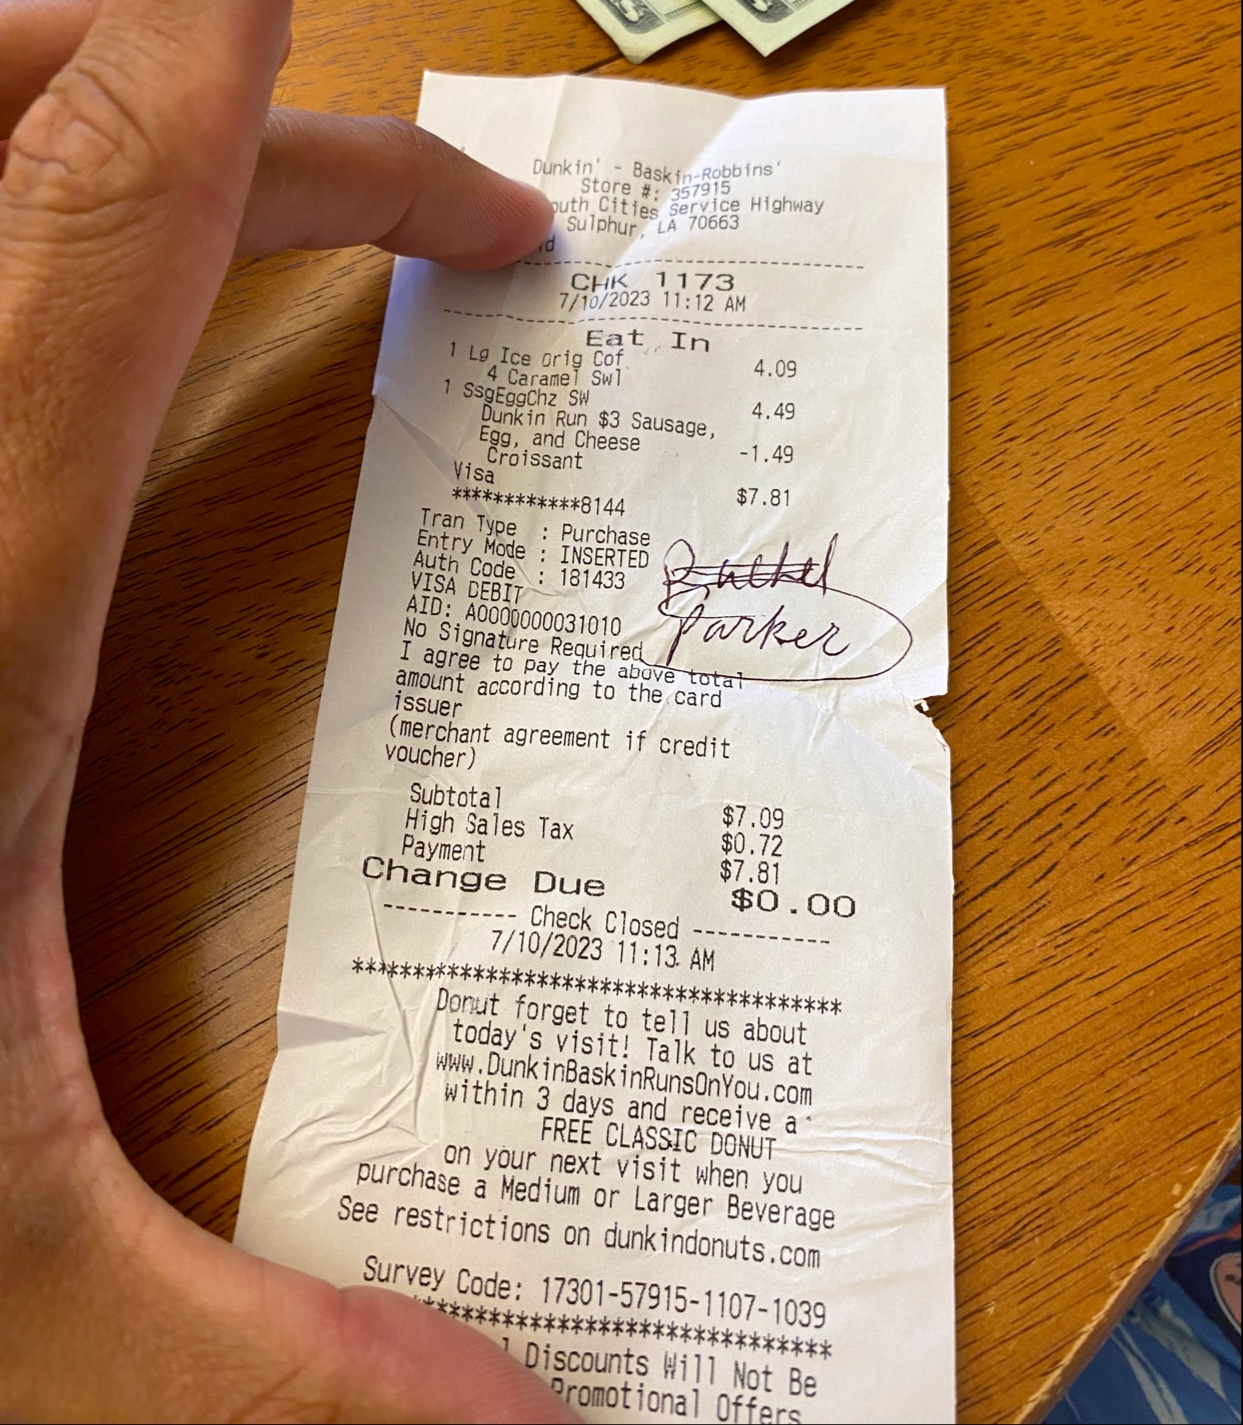 Dunkin' - Baskin-Robbins'
Store #: 357915
outh Cities Service Highway
Sulphur, LA 70663
CHK 1173
7/10/2023 11:12 AM
Eat In
1 Lg Ice Orig Cof 4.09
4 Caramel Swl
1 SsgEggChz SW 4.49
Dunkin Run $3 Sausage,
Egg, and Cheese -1.49
Croissant
Visa $7.81
************8144
Tran Type : Purchase
Entry Mode : INSERTED
Auth Code : 181433
VISA DEBIT
AID: A0000000031010
No Signature Required
Parker
I agree to pay the above total
amount according to the card
issuer
(merchant agreement if credit
voucher)
Subtotal $7.09
High Sales Tax $0.72
Payment $7.81
Change Due $0.00
----------- Check Closed -----------
7/10/2023 11:13 AM
****************************************
Donut forget to tell us about
today's visit! Talk to us at
www.DunkinBaskinRunsOnYou.com
within 3 days and receive a
FREE CLASSIC DONUT
on your next visit when you
purchase a Medium or Larger Beverage
See restrictions on dunkindonuts.com
Survey Code: 17301-57915-1107-1039
Discounts Will Not Be
Promotional Offers